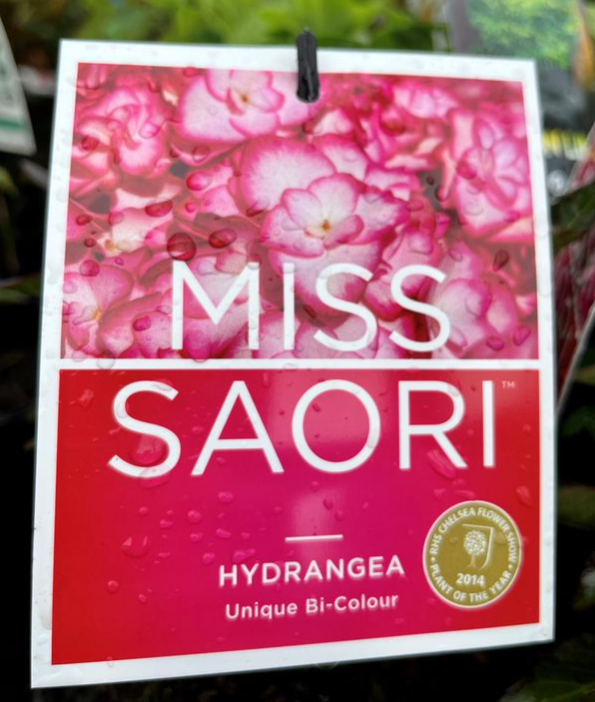 MISS
SAORI™
HYDRANGEA
Unique Bi-Colour
RHS CHELSEA FLOWER SHOW
2014
PLANT OF THE YEAR